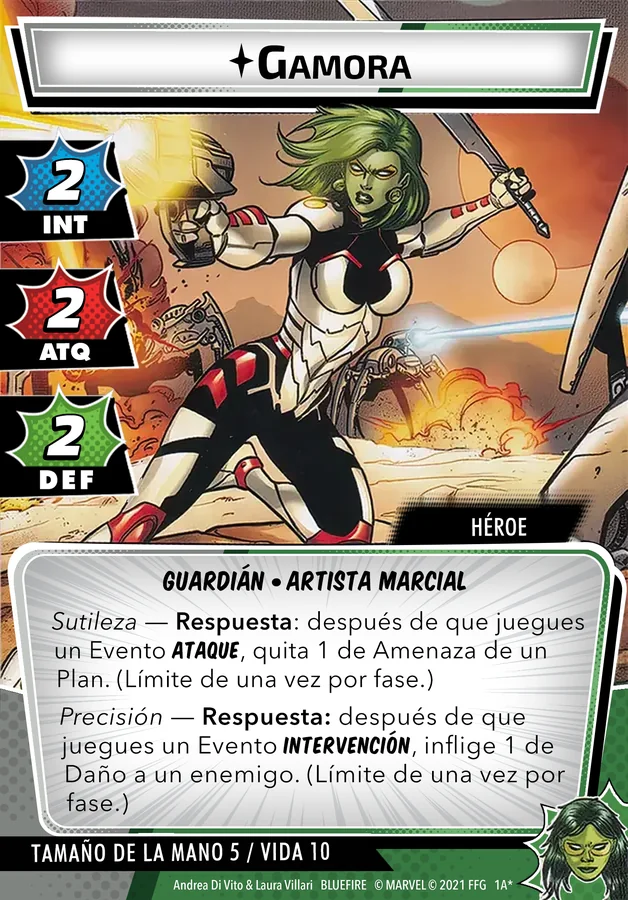 GAMORA
2
INT
2
ATQ
2
DEF
HÉROE
GUARDIÁN • ARTISTA MARCIAL
Sutileza — Respuesta: después de que juegues
un Evento ATAQUE, quita 1 de Amenaza de un
Plan. (Límite de una vez por fase.)
Precisión — Respuesta: después de que
juegues un Evento INTERVENCIÓN, inflige 1 de
Daño a un enemigo. (Límite de una vez por
fase.)
TAMAÑO DE LA MANO 5 / VIDA 10
Andrea Di Vito & Laura Villari BLUEFIRE © MARVEL © 2021 FFG 1A*